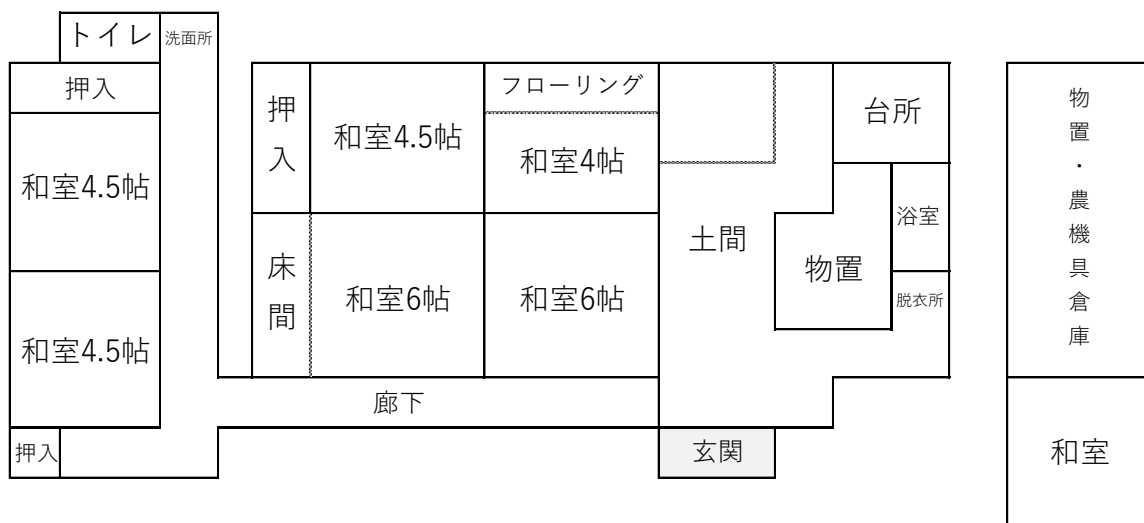 トイレ
洗面所
押入
和室4.5帖
和室4.5帖
押入
押入
和室4.5帖
フローリング
和室4帖
床間
和室6帖
和室6帖
廊下
土間
玄関
台所
浴室
物置
脱衣所
物置・農機具倉庫
和室